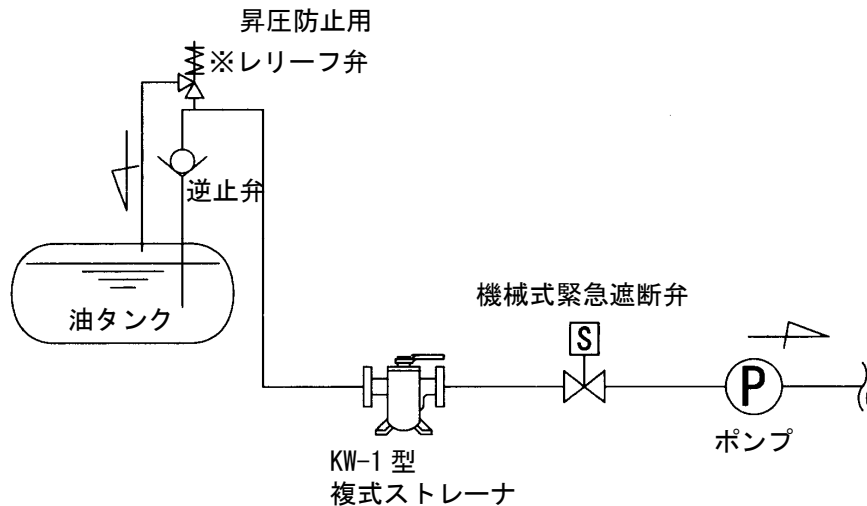 昇圧防止用
※レリーフ弁
逆止弁
油タンク
機械式緊急遮断弁
S
P
ポンプ
KW-1 型
複式ストレーナ